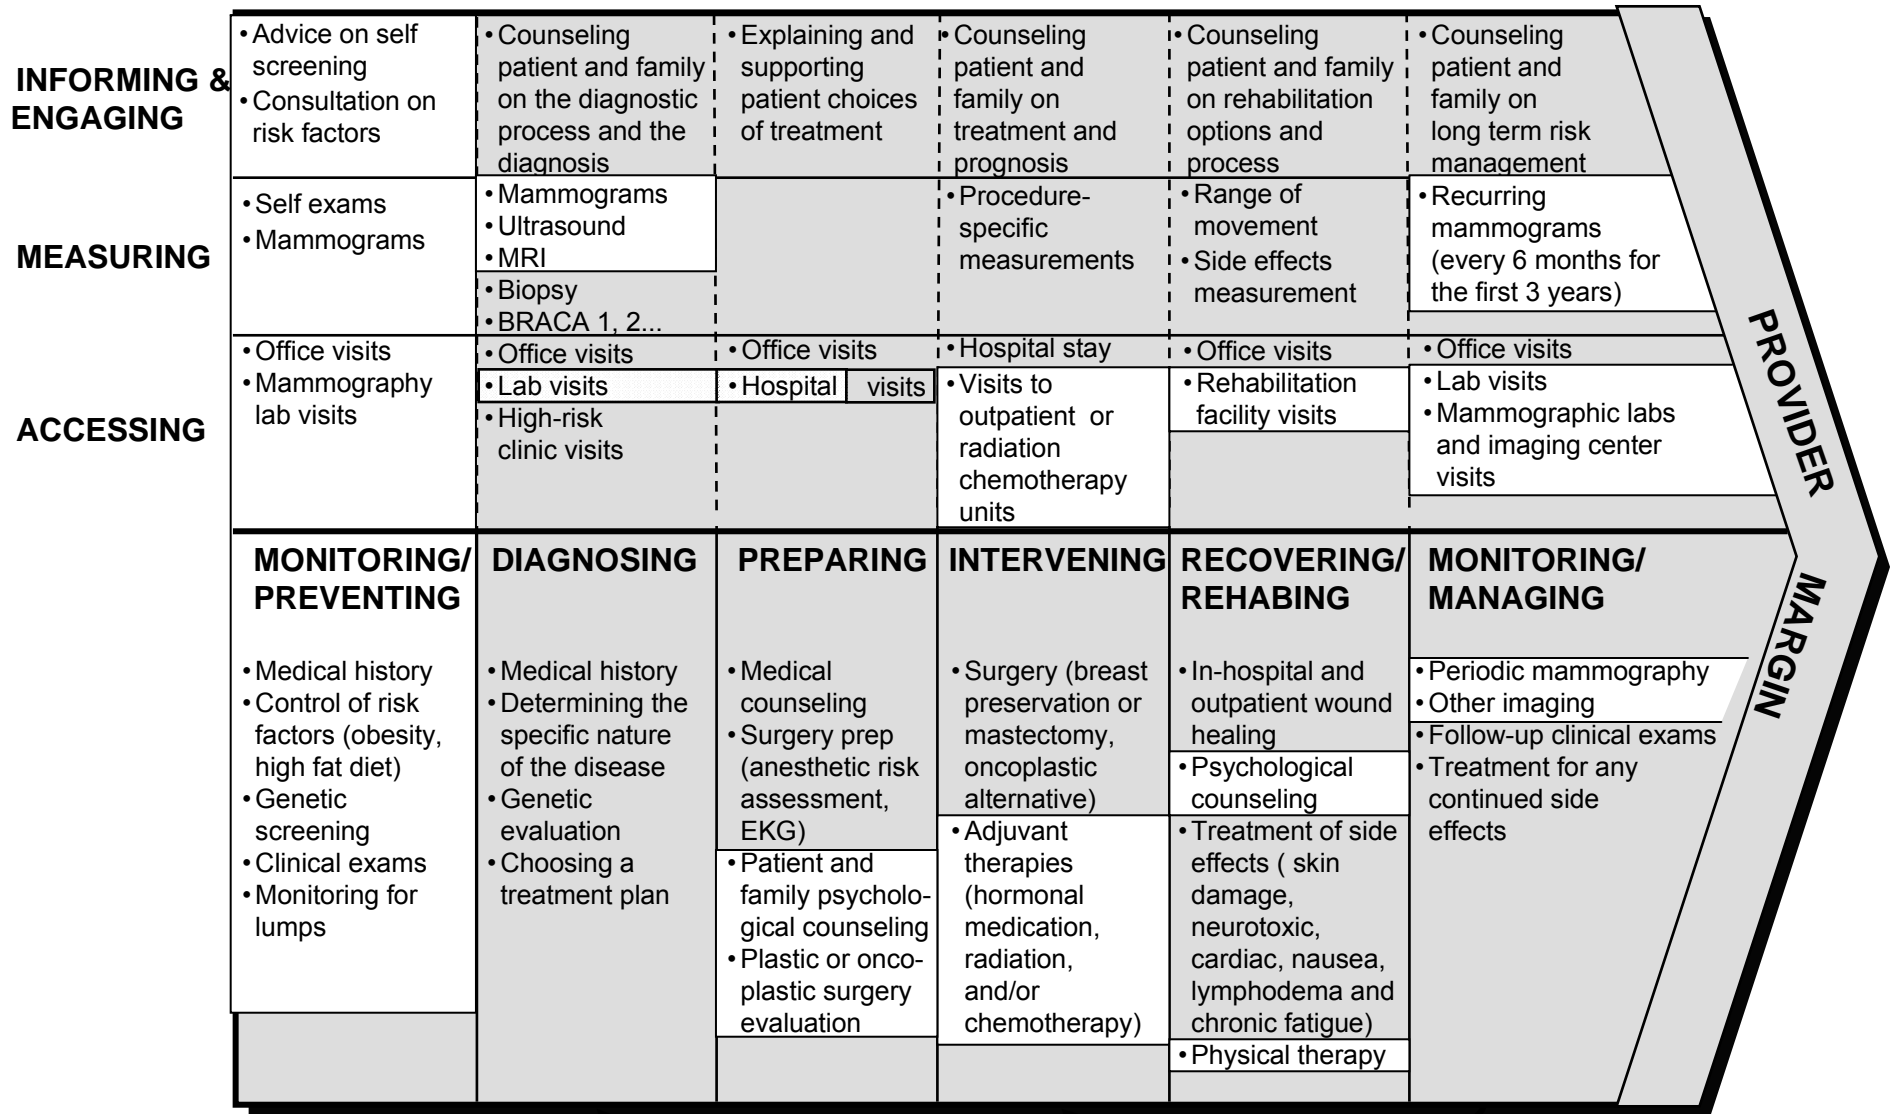 INFORMING &
ENGAGING
• Advice on self
screening
• Consultation on
risk factors
• Counseling
patient and family
on the diagnostic
process and the
diagnosis
• Explaining and
supporting
patient choices
of treatment
• Counseling
patient and
family on
treatment and
prognosis
• Counseling
patient and family
on rehabilitation
options and
process
• Counseling
patient and
family on
long term risk
management
MEASURING
• Self exams
• Mammograms
• Mammograms
• Ultrasound
• MRI
• Biopsy
• BRACA 1, 2...
• Procedure-
specific
measurements
• Range of
movement
• Side effects
measurement
• Recurring
mammograms
(every 6 months for
the first 3 years)
ACCESSING
• Office visits
• Mammography
lab visits
• Office visits
• Lab visits
• High-risk
clinic visits
• Office visits
• Hospital visits
• Hospital stay
• Visits to
outpatient or
radiation
chemotherapy
units
• Office visits
• Rehabilitation
facility visits
• Office visits
• Lab visits
• Mammographic labs
and imaging center
visits
MONITORING/
PREVENTING
• Medical history
• Control of risk
factors (obesity,
high fat diet)
• Genetic
screening
• Clinical exams
• Monitoring for
lumps
DIAGNOSING
• Medical history
• Determining the
specific nature
of the disease
• Genetic
evaluation
• Choosing a
treatment plan
PREPARING
• Medical
counseling
• Surgery prep
(anesthetic risk
assessment,
EKG)
• Patient and
family psycholo-
gical counseling
• Plastic or onco-
plastic surgery
evaluation
INTERVENING
• Surgery (breast
preservation or
mastectomy,
oncoplastic
alternative)
• Adjuvant
therapies
(hormonal
medication,
radiation,
and/or
chemotherapy)
RECOVERING/
REHABING
• In-hospital and
outpatient wound
healing
• Psychological
counseling
• Treatment of side
effects ( skin
damage,
neurotoxic,
cardiac, nausea,
lymphodema and
chronic fatigue)
• Physical therapy
MONITORING/
MANAGING
• Periodic mammography
• Other imaging
• Follow-up clinical exams
• Treatment for any
continued side
effects
PROVIDER
MARGIN